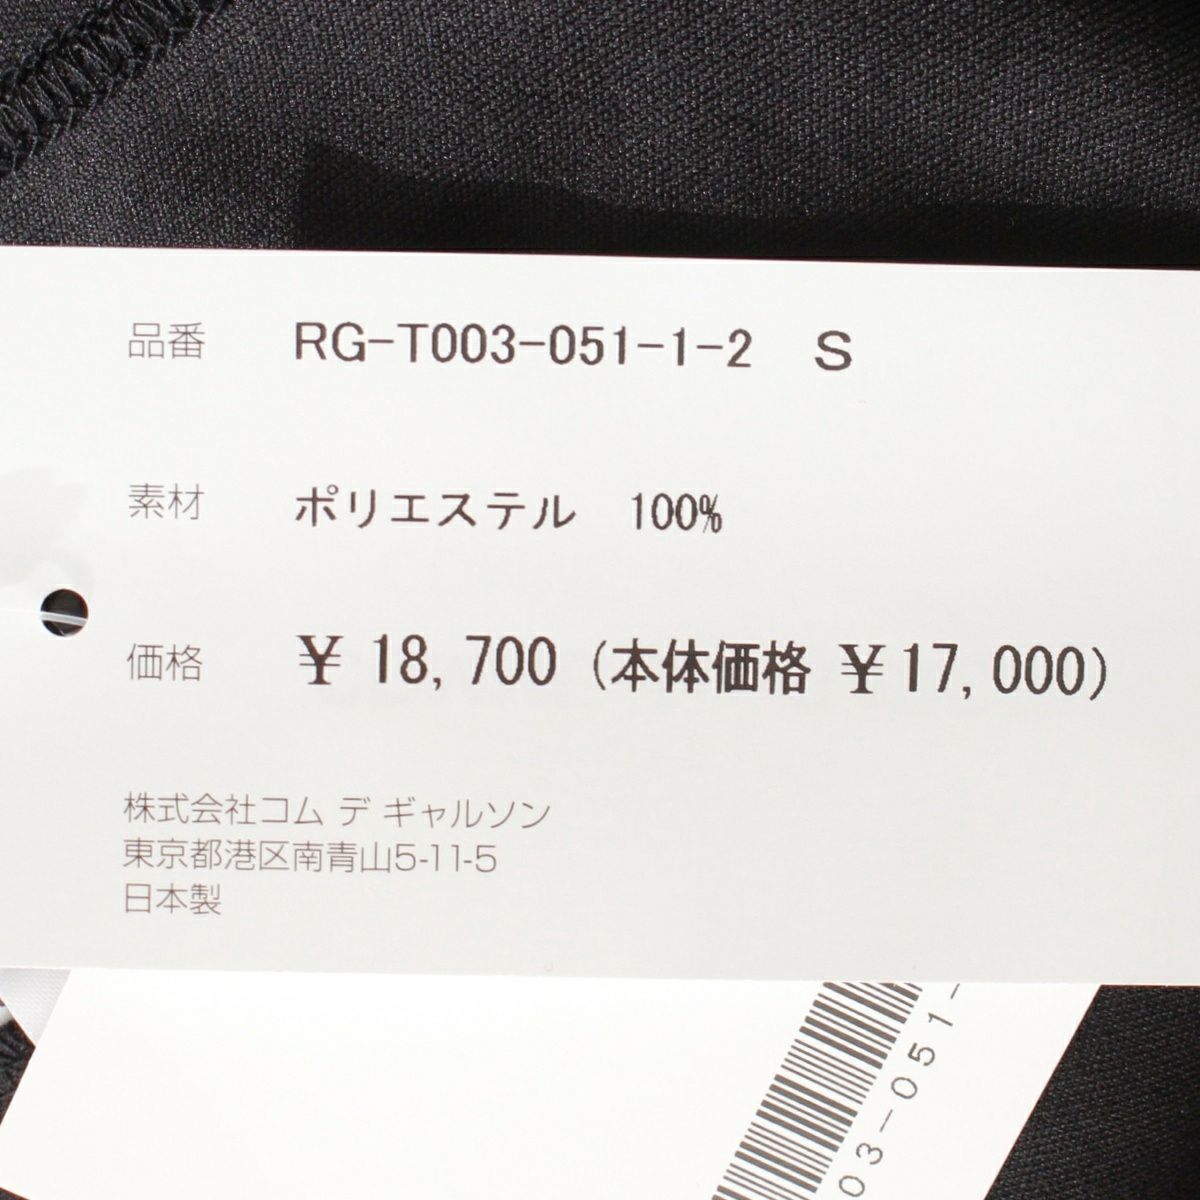 品番 RG-T003-051-1-2 S
素材 ポリエステル 100%
価格 ¥ 18,700 (本体価格 ¥17,000)
株式会社コム デ ギャルソン
東京都港区南青山5-11-5
日本製
03-051-